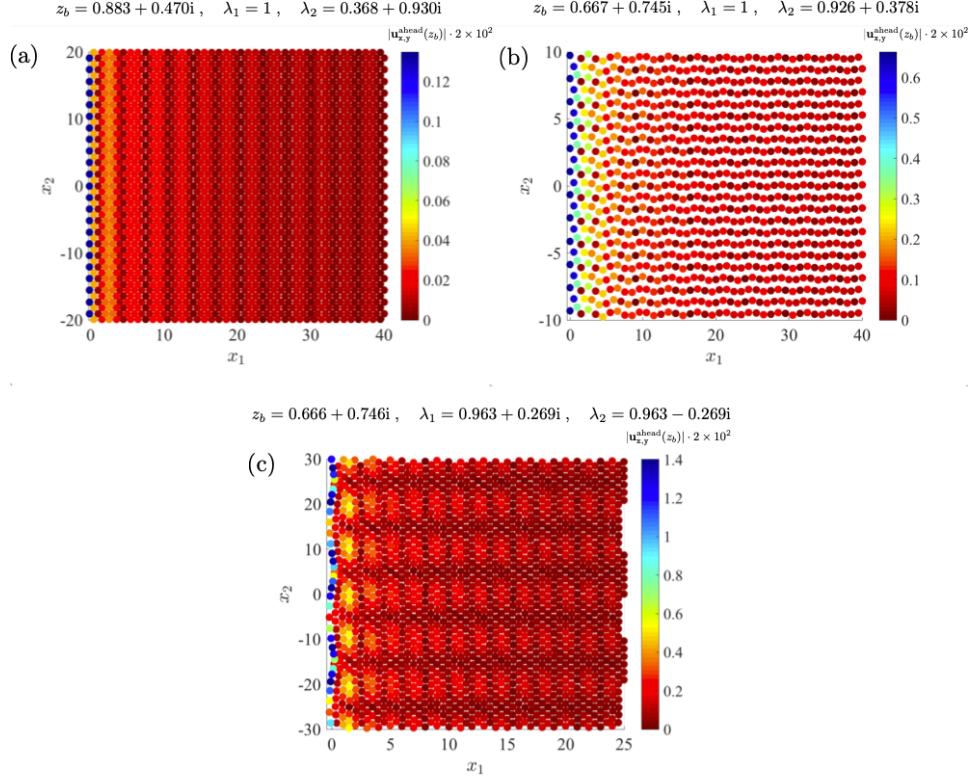 z_b = 0.883 + 0.470i , λ_1 = 1 , λ_2 = 0.368 + 0.930i
|u^ahead_x,y(z_b)| · 2 × 10^2
(a)
20
10
0
-10
-20
x_2
0 10 20 30 40
x_1
0.12
0.1
0.08
0.06
0.04
0.02
0
z_b = 0.667 + 0.745i , λ_1 = 1 , λ_2 = 0.926 + 0.378i
|u^ahead_x,y(z_b)| · 2 × 10^2
(b)
10
5
0
-5
-10
x_2
0 10 20 30 40
x_1
0.6
0.5
0.4
0.3
0.2
0.1
0
z_b = 0.666 + 0.746i , λ_1 = 0.963 + 0.269i , λ_2 = 0.963 − 0.269i
|u^ahead_x,y(z_b)| · 2 × 10^2
(c)
30
20
10
0
-10
-20
-30
x_2
0 5 10 15 20 25
x_1
1.4
1.2
1
0.8
0.6
0.4
0.2
0